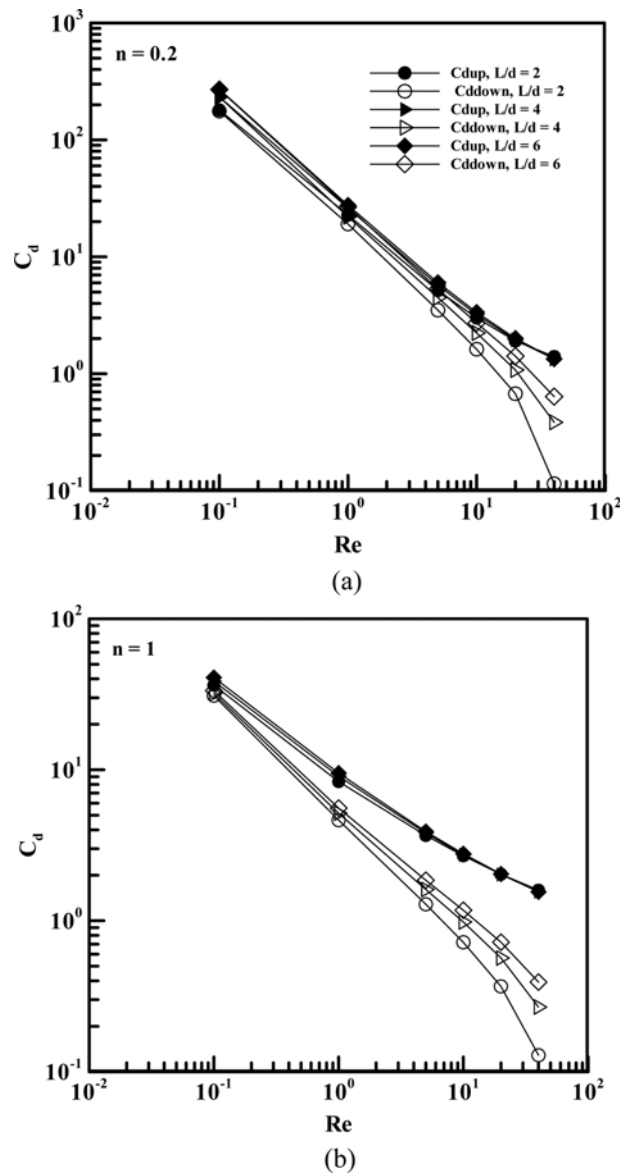 n = 0.2
Cdup, L/d = 2
Cddown, L/d = 2
Cdup, L/d = 4
Cddown, L/d = 4
Cdup, L/d = 6
Cddown, L/d = 6
10³
10²
10¹
10⁰
10⁻¹
C_d
10⁻² 10⁻¹ 10⁰ 10¹ 10²
Re
(a)
n = 1
10²
10¹
10⁰
10⁻¹
C_d
10⁻² 10⁻¹ 10⁰ 10¹ 10²
Re
(b)